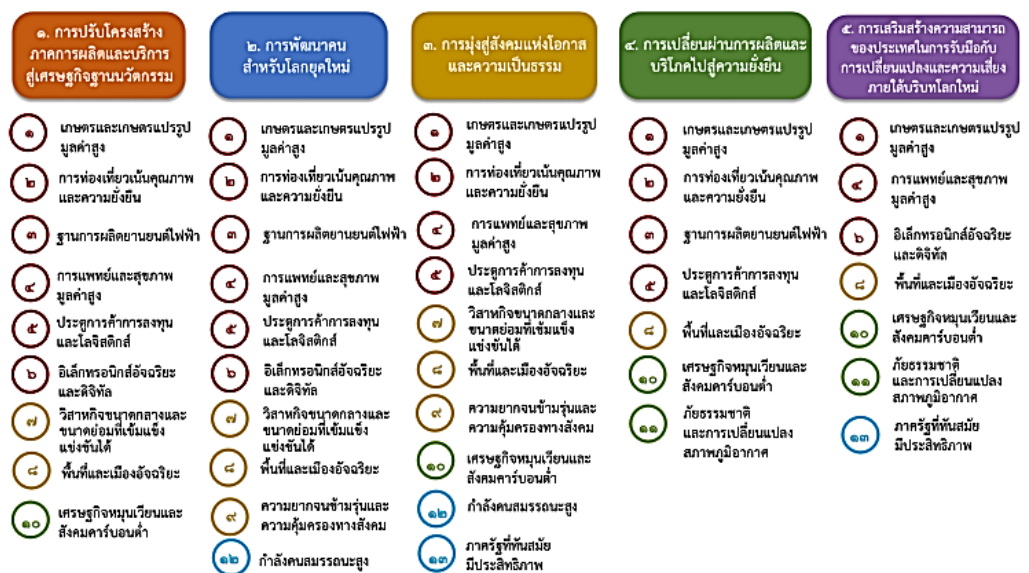 ๑. การปรับโครงสร้าง
ภาคการผลิตและบริการ
สู่เศรษฐกิจฐานนวัตกรรม
๑
เกษตรและเกษตรแปรรูป
มูลค่าสูง
๒
การท่องเที่ยวเน้นคุณภาพ
และความยั่งยืน
๓
ฐานการผลิตยานยนต์ไฟฟ้า
๔
การแพทย์และสุขภาพ
มูลค่าสูง
๕
ประตูการค้าการลงทุน
และโลจิสติกส์
๖
อิเล็กทรอนิกส์อัจฉริยะ
และดิจิทัล
๗
วิสาหกิจขนาดกลางและ
ขนาดย่อมที่เข้มแข็ง
แข่งขันได้
๘
พื้นที่และเมืองอัจฉริยะ
๑๐
เศรษฐกิจหมุนเวียนและ
สังคมคาร์บอนต่ำ
๒. การพัฒนาคน
สำหรับโลกยุคใหม่
๑
เกษตรและเกษตรแปรรูป
มูลค่าสูง
๒
การท่องเที่ยวเน้นคุณภาพ
และความยั่งยืน
๓
ฐานการผลิตยานยนต์ไฟฟ้า
๔
การแพทย์และสุขภาพ
มูลค่าสูง
๕
ประตูการค้าการลงทุน
และโลจิสติกส์
๖
อิเล็กทรอนิกส์อัจฉริยะ
และดิจิทัล
๗
วิสาหกิจขนาดกลางและ
ขนาดย่อมที่เข้มแข็ง
แข่งขันได้
๘
พื้นที่และเมืองอัจฉริยะ
๙
ความยากจนข้ามรุ่นและ
ความคุ้มครองทางสังคม
๑๒
กำลังคนสมรรถนะสูง
๓. การมุ่งสู่สังคมแห่งโอกาส
และความเป็นธรรม
๑
เกษตรและเกษตรแปรรูป
มูลค่าสูง
๒
การท่องเที่ยวเน้นคุณภาพ
และความยั่งยืน
๔
การแพทย์และสุขภาพ
มูลค่าสูง
๕
ประตูการค้าการลงทุน
และโลจิสติกส์
๗
วิสาหกิจขนาดกลางและ
ขนาดย่อมที่เข้มแข็ง
แข่งขันได้
๘
พื้นที่และเมืองอัจฉริยะ
๙
ความยากจนข้ามรุ่นและ
ความคุ้มครองทางสังคม
๑๐
เศรษฐกิจหมุนเวียนและ
สังคมคาร์บอนต่ำ
๑๒
กำลังคนสมรรถนะสูง
๑๓
ภาครัฐที่ทันสมัย
มีประสิทธิภาพ
๔. การเปลี่ยนผ่านการผลิตและ
บริโภคไปสู่ความยั่งยืน
๑
เกษตรและเกษตรแปรรูป
มูลค่าสูง
๒
การท่องเที่ยวเน้นคุณภาพ
และความยั่งยืน
๓
ฐานการผลิตยานยนต์ไฟฟ้า
๕
ประตูการค้าการลงทุน
และโลจิสติกส์
๘
พื้นที่และเมืองอัจฉริยะ
๑๐
เศรษฐกิจหมุนเวียนและ
สังคมคาร์บอนต่ำ
๑๑
ภัยธรรมชาติ
และการเปลี่ยนแปลง
สภาพภูมิอากาศ
๕. การเสริมสร้างความสามารถ
ของประเทศในการรับมือกับ
การเปลี่ยนแปลงและความเสี่ยง
ภายใต้บริบทโลกใหม่
๑
เกษตรและเกษตรแปรรูป
มูลค่าสูง
๔
การแพทย์และสุขภาพ
มูลค่าสูง
๖
อิเล็กทรอนิกส์อัจฉริยะ
และดิจิทัล
๘
พื้นที่และเมืองอัจฉริยะ
๑๐
เศรษฐกิจหมุนเวียนและ
สังคมคาร์บอนต่ำ
๑๑
ภัยธรรมชาติ
และการเปลี่ยนแปลง
สภาพภูมิอากาศ
๑๓
ภาครัฐที่ทันสมัย
มีประสิทธิภาพ